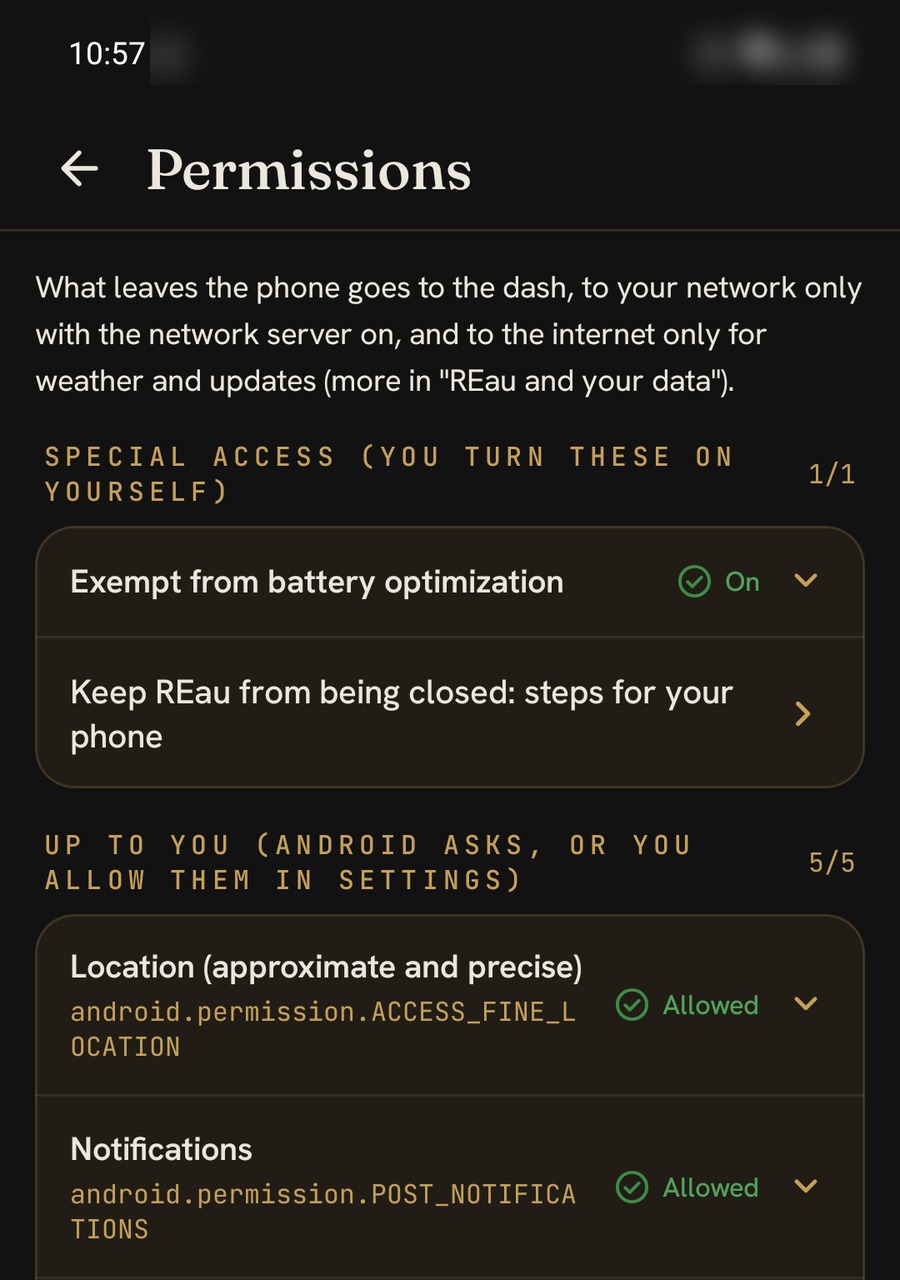 10:57
Permissions
What leaves the phone goes to the dash, to your network only
with the network server on, and to the internet only for
weather and updates (more in "REau and your data").
SPECIAL ACCESS (YOU TURN THESE ON
YOURSELF)
1/1
Exempt from battery optimization
On
Keep REau from being closed: steps for your
phone
UP TO YOU (ANDROID ASKS, OR YOU
ALLOW THEM IN SETTINGS)
5/5
Location (approximate and precise)
android.permission.ACCESS_FINE_L
OCATION
Allowed
Notifications
android.permission.POST_NOTIFICA
TIONS
Allowed